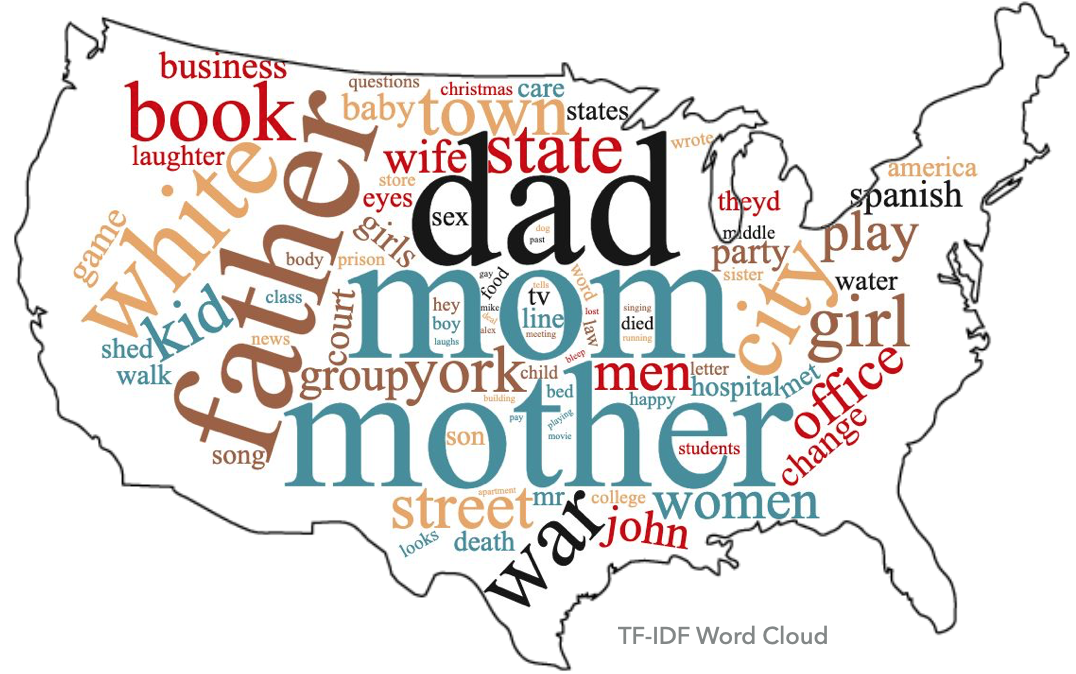 business
questions
christmas
care
book
baby
town
states
laughter
father
wife
state
wrote
america
white
store
eyes
dad
theyd
spanish
sex
dog
past
middle
game
girls
party
play
body
prison
sister
gay
food
mom
word
city
water
kid
class
court
hey
mike
tells
tv
lost
singing
girl
boy
deal
line
law
died
shed
news
laughs
alex
meeting
running
walk
group
york
child
bleep
men
letter
hospital
met
office
building
bed
happy
mother
pay
playing
movie
change
son
students
song
street
apartment
mr
college
women
looks
death
war
john
TF-IDF Word Cloud